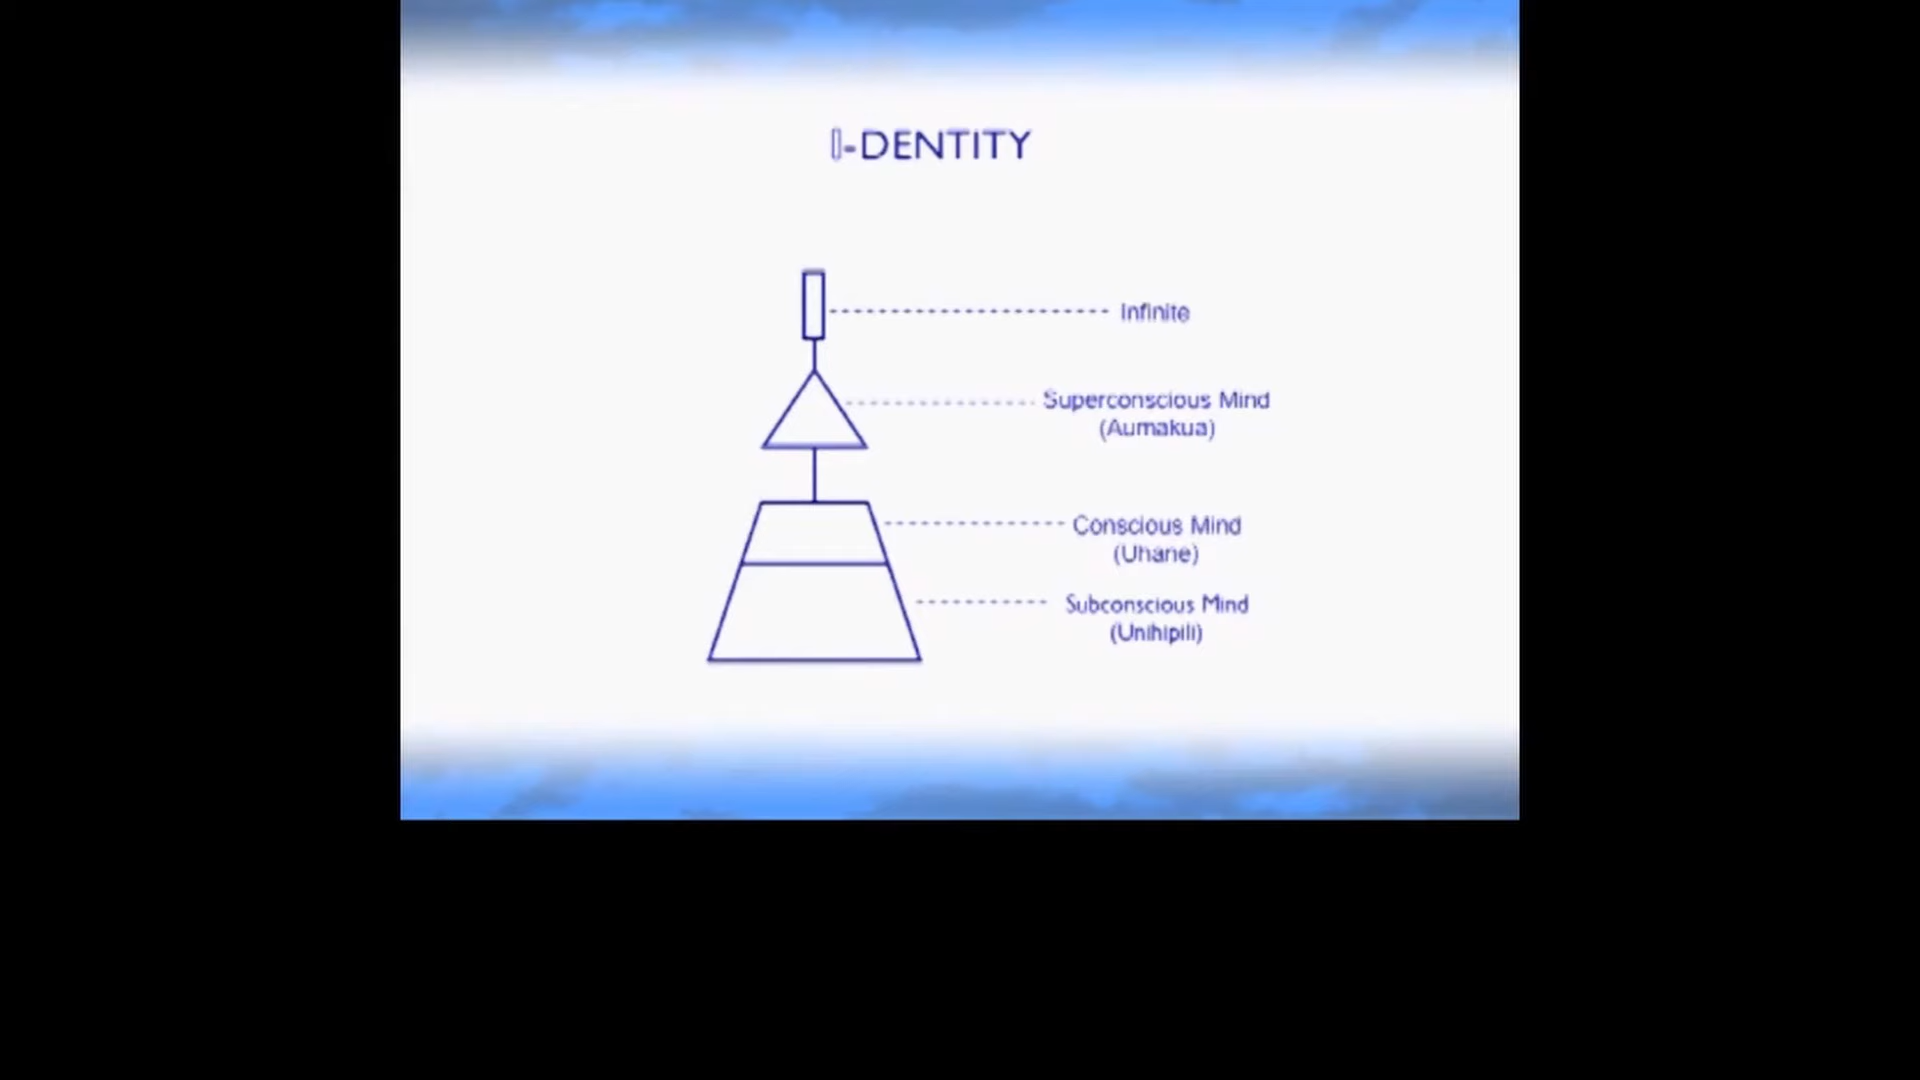 I-DENTITY
Infinite
Superconscious Mind
(Aumakua)
Conscious Mind
(Uhane)
Subconscious Mind
(Unihipili)